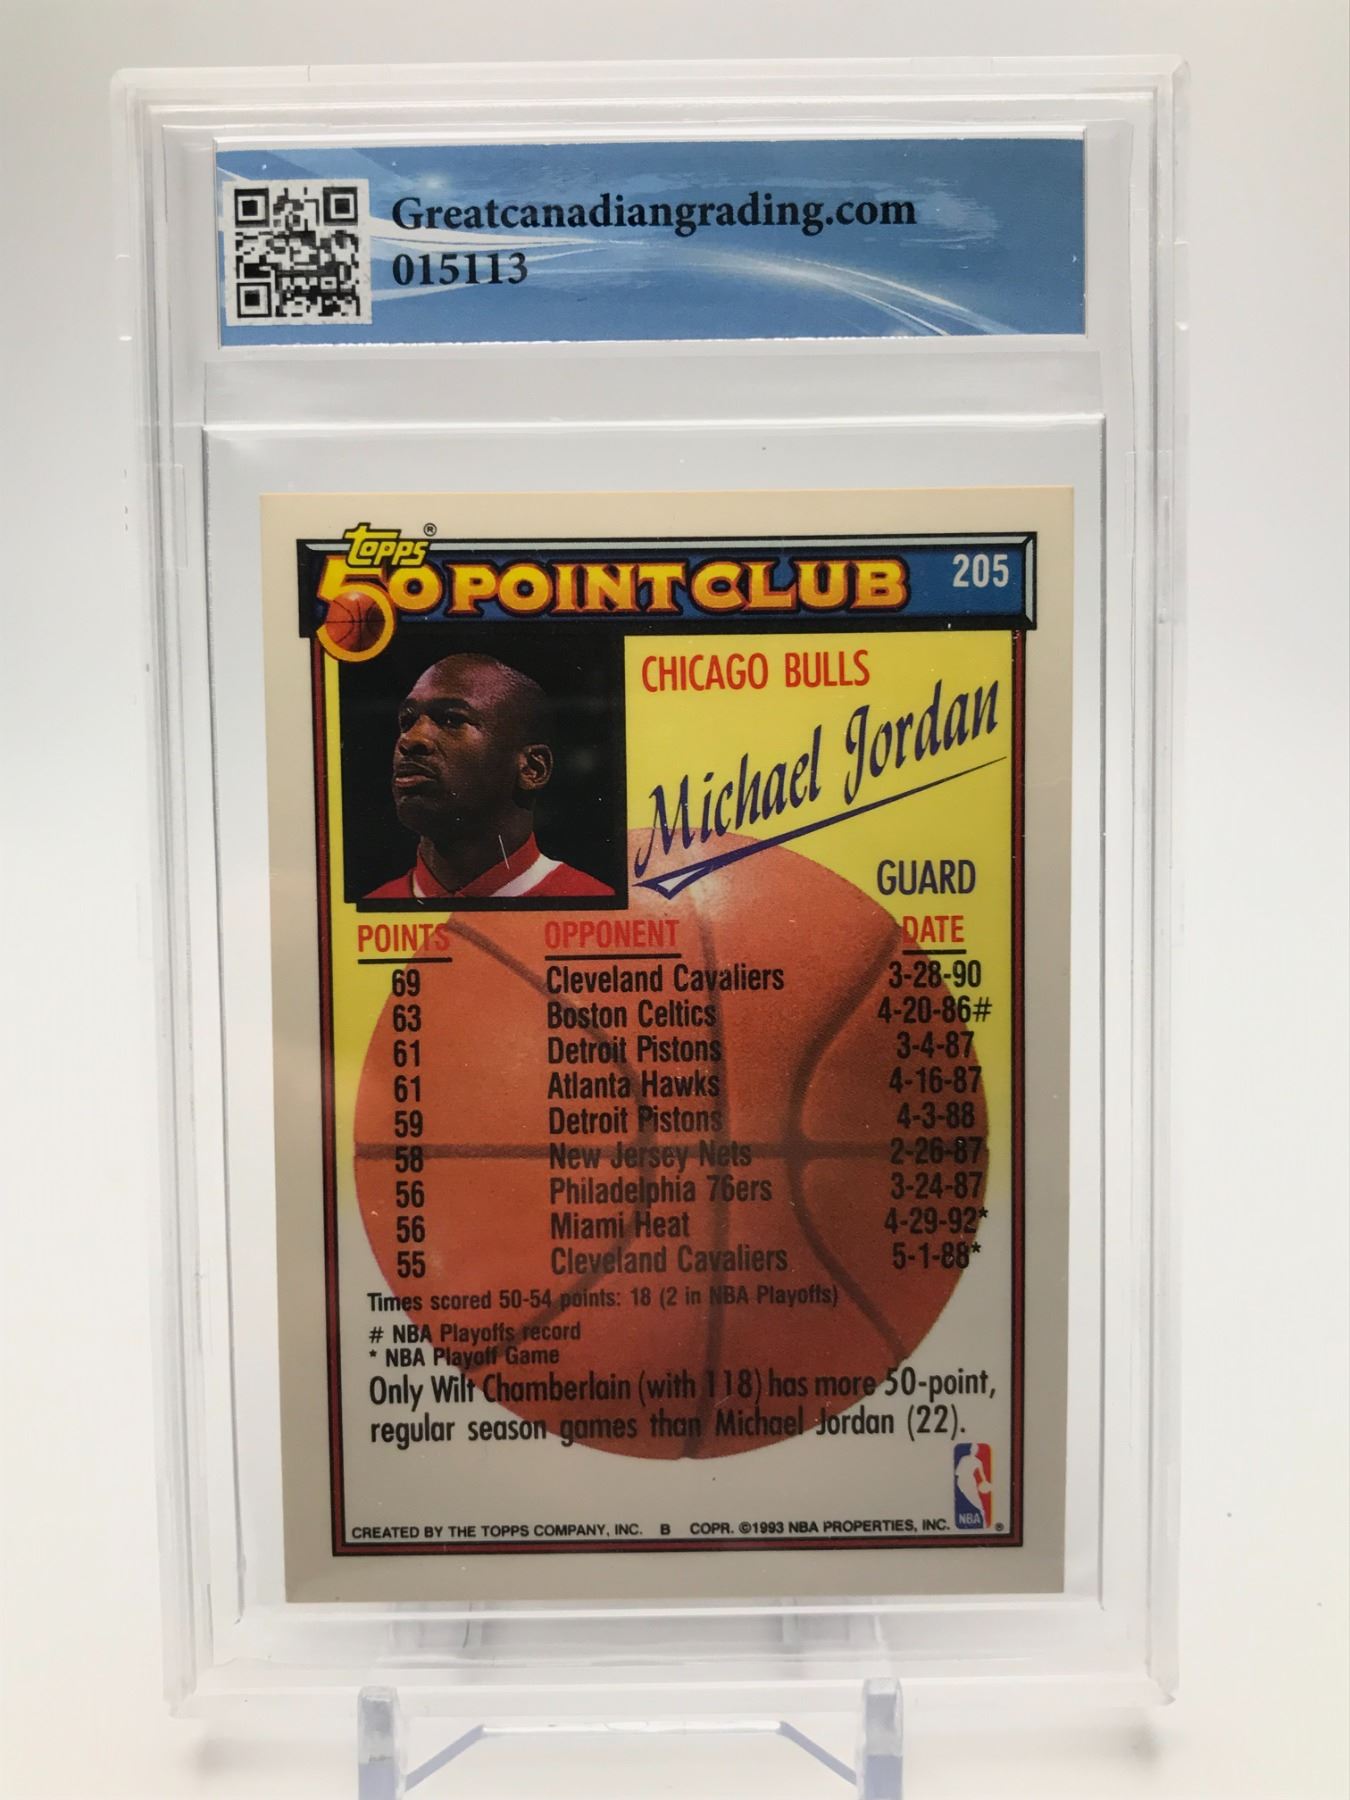 Greatcanadiangrading.com
015113
topps®
50 POINT CLUB 205
CHICAGO BULLS
Michael Jordan
GUARD
POINTS OPPONENT DATE
69 Cleveland Cavaliers 3-28-90
63 Boston Celtics 4-20-86#
61 Detroit Pistons 3-4-87
61 Atlanta Hawks 4-16-87
59 Detroit Pistons 4-3-88
58 New Jersey Nets 2-26-87
56 Philadelphia 76ers 3-24-87
56 Miami Heat 4-29-92*
55 Cleveland Cavaliers 5-1-88*
Times scored 50-54 points: 18 (2 in NBA Playoffs)
# NBA Playoffs record
* NBA Playoff Game
Only Wilt Chamberlain (with 118) has more 50-point,
regular season games than Michael Jordan (22).
NBA ®
CREATED BY THE TOPPS COMPANY, INC. B COPR. ©1993 NBA PROPERTIES, INC.